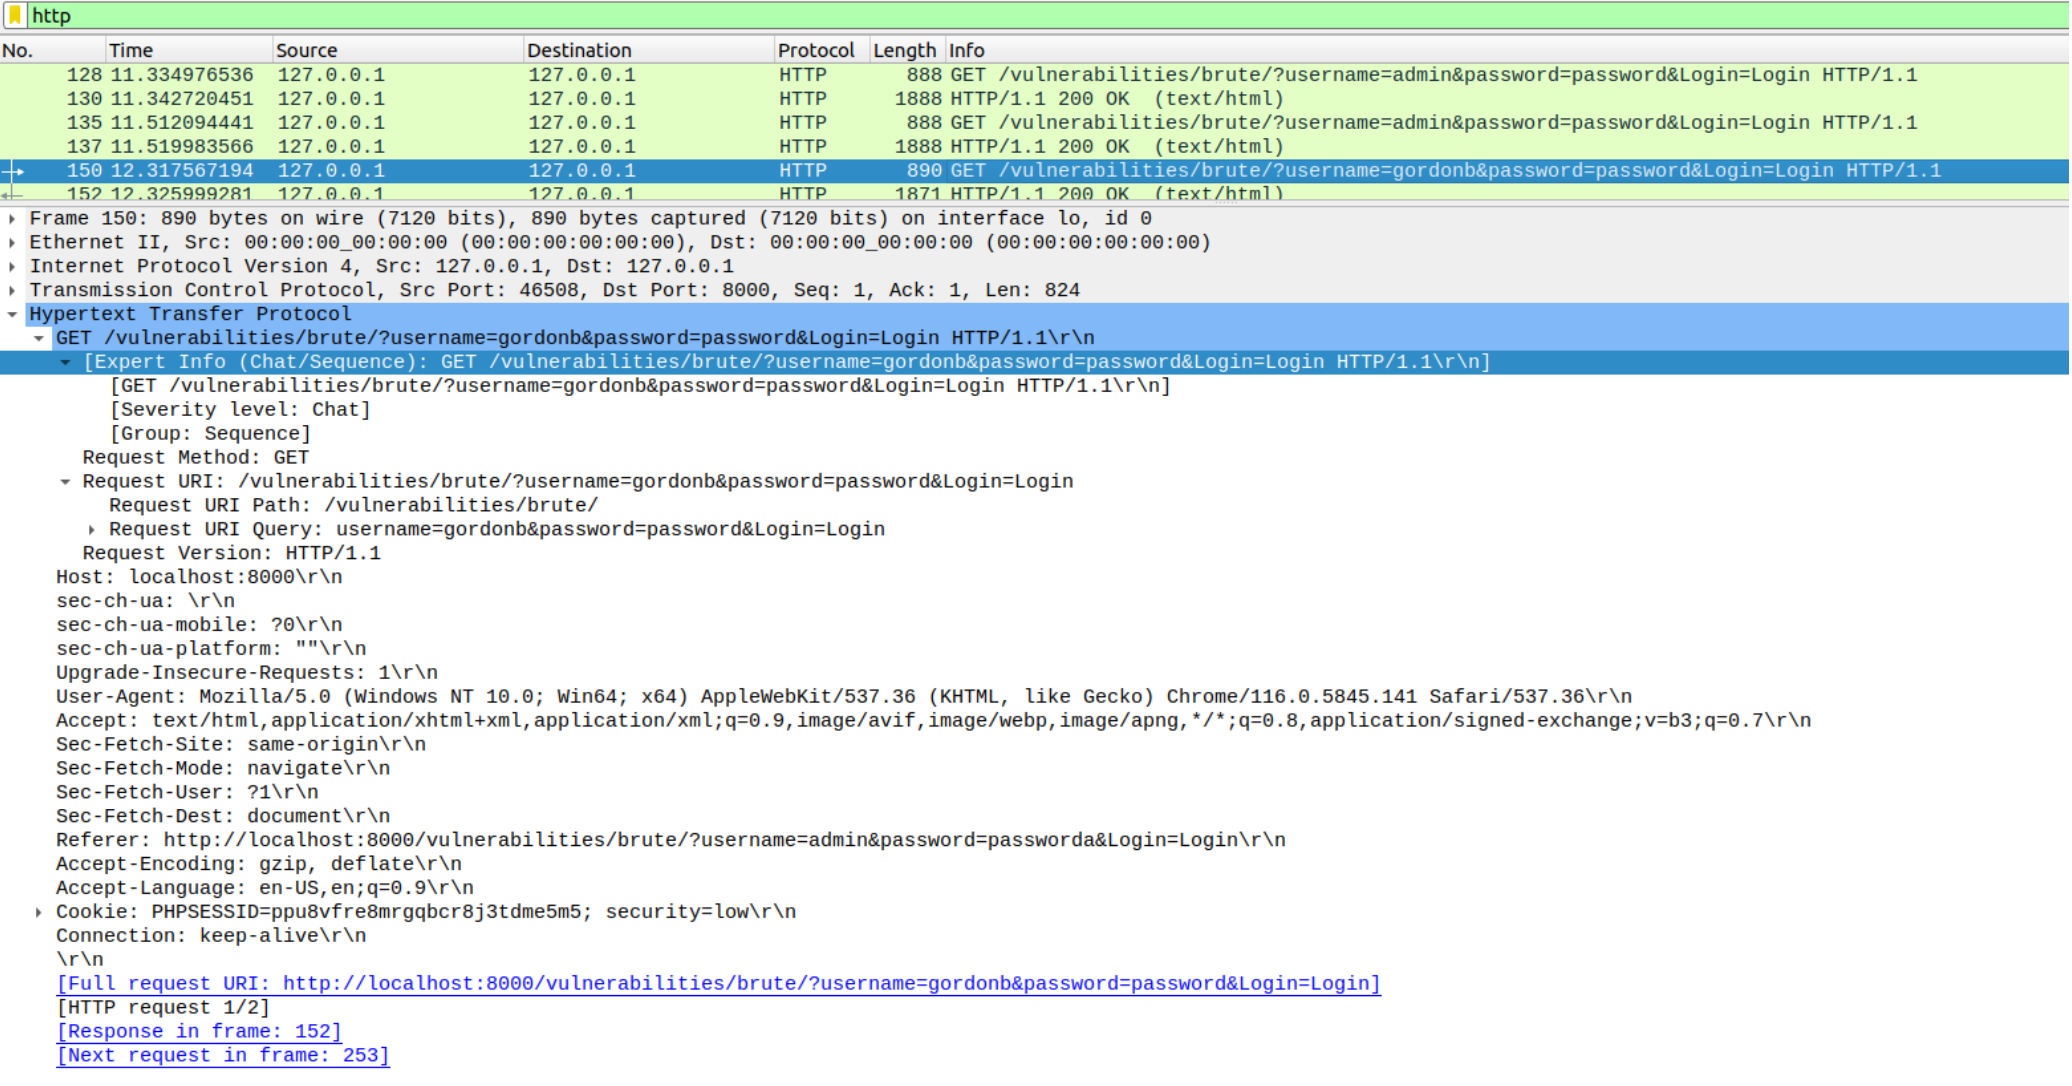 http
No. Time Source Destination Protocol Length Info
128 11.334976536 127.0.0.1 127.0.0.1 HTTP 888 GET /vulnerabilities/brute/?username=admin&password=password&Login=Login HTTP/1.1
130 11.342720451 127.0.0.1 127.0.0.1 HTTP 1888 HTTP/1.1 200 OK  (text/html)
135 11.512094441 127.0.0.1 127.0.0.1 HTTP 888 GET /vulnerabilities/brute/?username=admin&password=password&Login=Login HTTP/1.1
137 11.519983566 127.0.0.1 127.0.0.1 HTTP 1888 HTTP/1.1 200 OK  (text/html)
150 12.317567194 127.0.0.1 127.0.0.1 HTTP 890 GET /vulnerabilities/brute/?username=gordonb&password=password&Login=Login HTTP/1.1
152 12.325999281 127.0.0.1 127.0.0.1 HTTP 1871 HTTP/1.1 200 OK  (text/html)
Frame 150: 890 bytes on wire (7120 bits), 890 bytes captured (7120 bits) on interface lo, id 0
Ethernet II, Src: 00:00:00_00:00:00 (00:00:00:00:00:00), Dst: 00:00:00_00:00:00 (00:00:00:00:00:00)
Internet Protocol Version 4, Src: 127.0.0.1, Dst: 127.0.0.1
Transmission Control Protocol, Src Port: 46508, Dst Port: 8000, Seq: 1, Ack: 1, Len: 824
Hypertext Transfer Protocol
GET /vulnerabilities/brute/?username=gordonb&password=password&Login=Login HTTP/1.1\r\n
[Expert Info (Chat/Sequence): GET /vulnerabilities/brute/?username=gordonb&password=password&Login=Login HTTP/1.1\r\n]
[GET /vulnerabilities/brute/?username=gordonb&password=password&Login=Login HTTP/1.1\r\n]
[Severity level: Chat]
[Group: Sequence]
Request Method: GET
Request URI: /vulnerabilities/brute/?username=gordonb&password=password&Login=Login
Request URI Path: /vulnerabilities/brute/
Request URI Query: username=gordonb&password=password&Login=Login
Request Version: HTTP/1.1
Host: localhost:8000\r\n
sec-ch-ua: \r\n
sec-ch-ua-mobile: ?0\r\n
sec-ch-ua-platform: ""\r\n
Upgrade-Insecure-Requests: 1\r\n
User-Agent: Mozilla/5.0 (Windows NT 10.0; Win64; x64) AppleWebKit/537.36 (KHTML, like Gecko) Chrome/116.0.5845.141 Safari/537.36\r\n
Accept: text/html,application/xhtml+xml,application/xml;q=0.9,image/avif,image/webp,image/apng,*/*;q=0.8,application/signed-exchange;v=b3;q=0.7\r\n
Sec-Fetch-Site: same-origin\r\n
Sec-Fetch-Mode: navigate\r\n
Sec-Fetch-User: ?1\r\n
Sec-Fetch-Dest: document\r\n
Referer: http://localhost:8000/vulnerabilities/brute/?username=admin&password=passworda&Login=Login\r\n
Accept-Encoding: gzip, deflate\r\n
Accept-Language: en-US,en;q=0.9\r\n
Cookie: PHPSESSID=ppu8vfre8mrgqbcr8j3tdme5m5; security=low\r\n
Connection: keep-alive\r\n
\r\n
[Full request URI: http://localhost:8000/vulnerabilities/brute/?username=gordonb&password=password&Login=Login]
[HTTP request 1/2]
[Response in frame: 152]
[Next request in frame: 253]